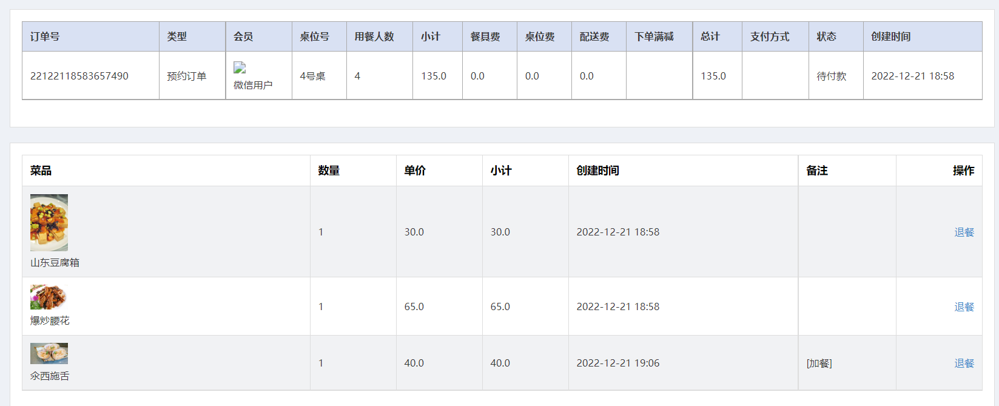 订单号 类型 会员 桌位号 用餐人数 小计 餐具费 桌位费 配送费 下单满减 总计 支付方式 状态 创建时间
22122118583657490 预约订单 微信用户 4号桌 4 135.0 0.0 0.0 0.0 135.0 待付款 2022-12-21 18:58
菜品 数量 单价 小计 创建时间 备注 操作
山东豆腐箱 1 30.0 30.0 2022-12-21 18:58 退餐
爆炒腰花 1 65.0 65.0 2022-12-21 18:58 退餐
汆西施舌 1 40.0 40.0 2022-12-21 19:06 [加餐] 退餐